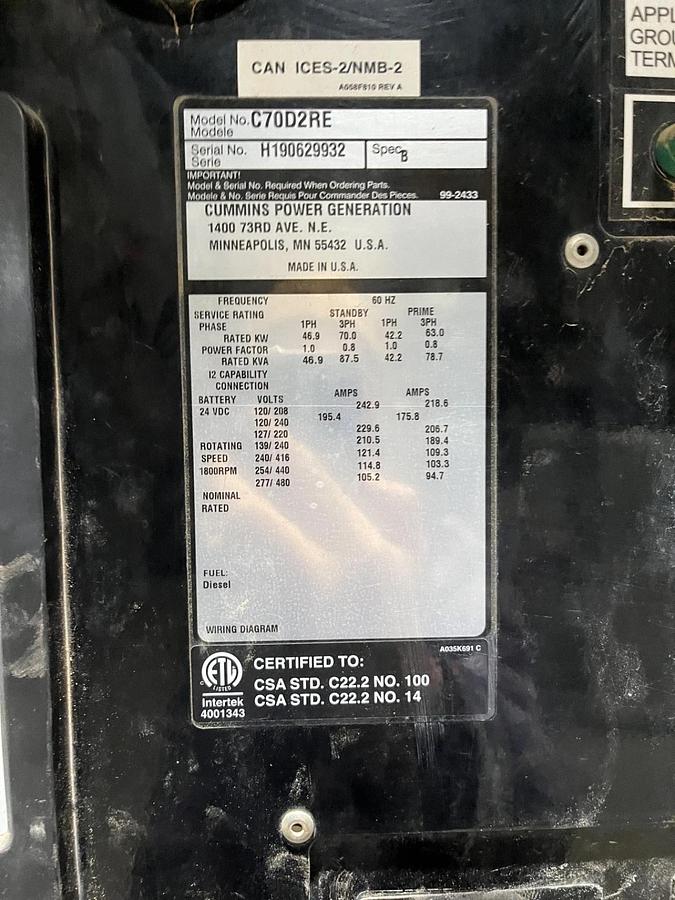 APPL
GROU
TERM
CAN ICES-2/NMB-2
A058F810 REV A
Model No. C70D2RE
Modele
Serial No. H190629932 Spec. B
Serie
IMPORTANT!
Model & Serial No. Required When Ordering Parts.
Modele & No. Serie Requis Pour Commander Des Pieces. 99-2433
CUMMINS POWER GENERATION
1400 73RD AVE. N.E.
MINNEAPOLIS, MN 55432 U.S.A.
MADE IN U.S.A.
FREQUENCY 60 HZ
SERVICE RATING STANDBY PRIME
PHASE 1PH 3PH 1PH 3PH
RATED KW 46.9 70.0 42.2 63.0
POWER FACTOR 1.0 0.8 1.0 0.8
RATED KVA 46.9 87.5 42.2 78.7
I2 CAPABILITY
CONNECTION
BATTERY VOLTS AMPS AMPS
24 VDC 120/ 208 242.9 218.6
120/ 240 195.4 175.8
127/ 220 229.6 206.7
ROTATING 139/ 240 210.5 189.4
SPEED 240/ 416 121.4 109.3
1800RPM 254/ 440 114.8 103.3
277/ 480 105.2 94.7
NOMINAL
RATED
FUEL:
Diesel
WIRING DIAGRAM
A035K691 C
ETL
C LISTED
Intertek
4001343
CERTIFIED TO:
CSA STD. C22.2 NO. 100
CSA STD. C22.2 NO. 14